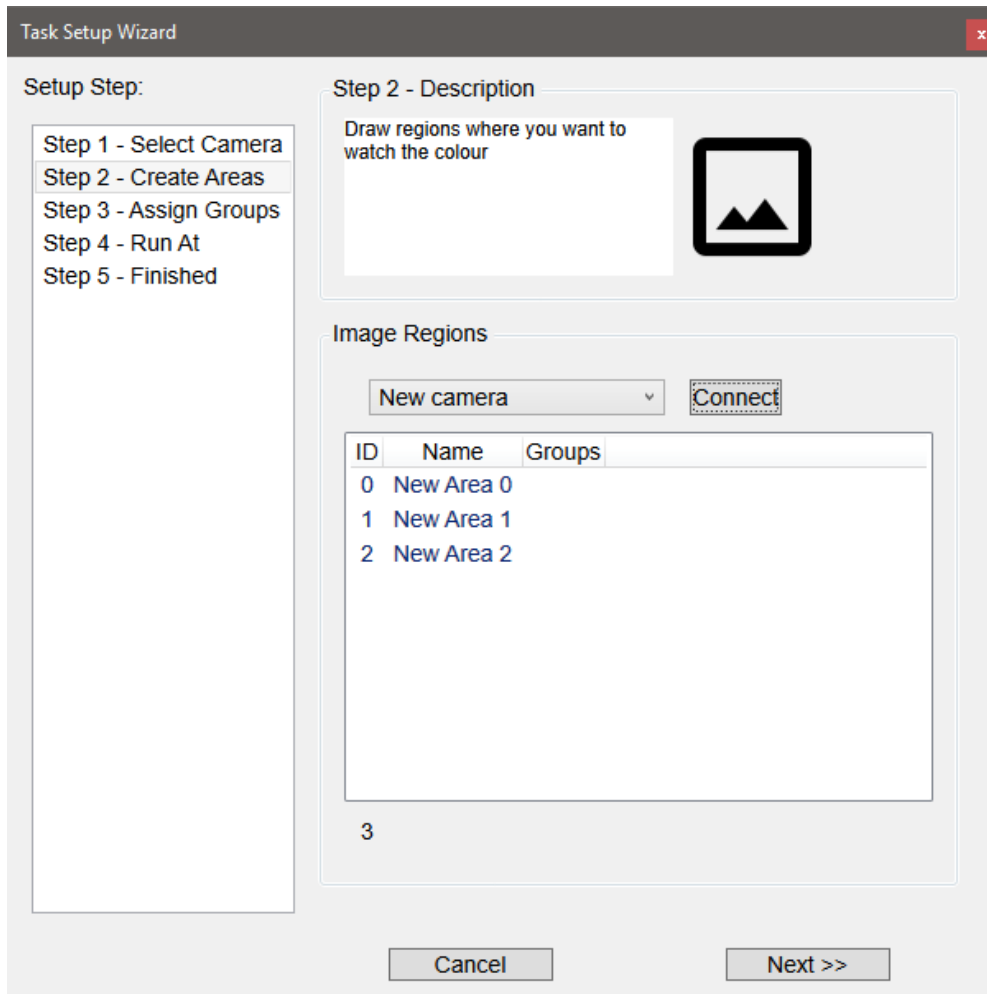 Task Setup Wizard
x
Setup Step:
Step 1 - Select Camera
Step 2 - Create Areas
Step 3 - Assign Groups
Step 4 - Run At
Step 5 - Finished
Step 2 - Description
Draw regions where you want to
watch the colour
Image Regions
New camera
Connect
ID Name Groups
0 New Area 0
1 New Area 1
2 New Area 2
3
Cancel
Next >>